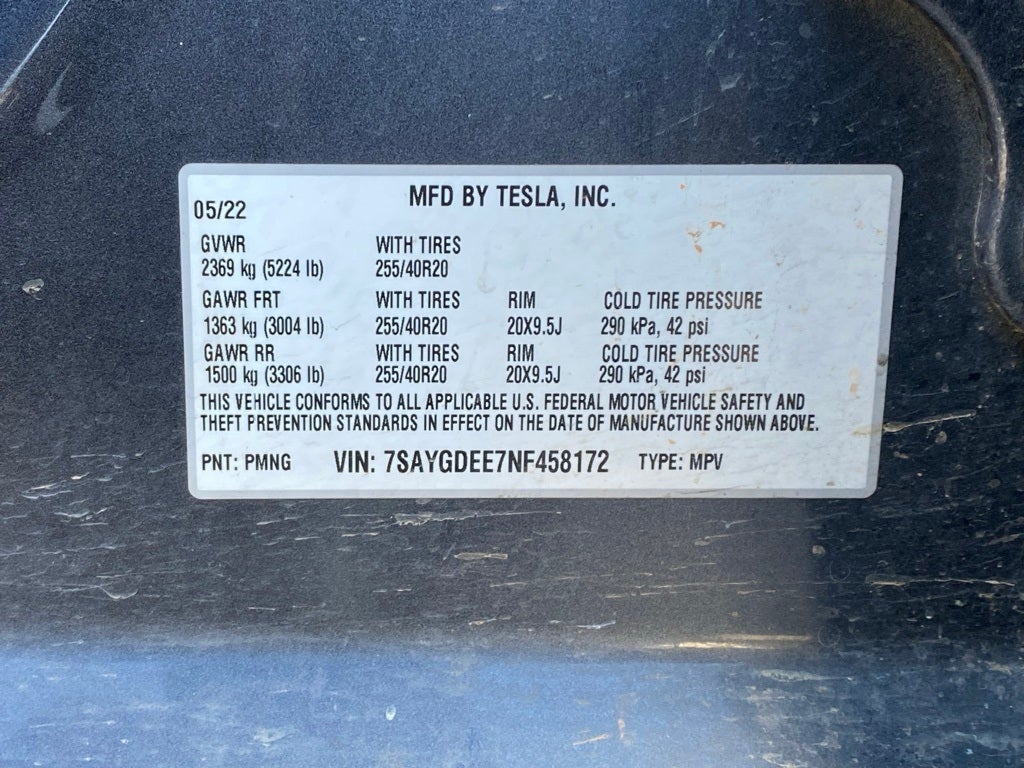 MFD BY TESLA, INC.
05/22
GVWR WITH TIRES
2369 kg (5224 lb) 255/40R20
GAWR FRT WITH TIRES RIM COLD TIRE PRESSURE
1363 kg (3004 lb) 255/40R20 20X9.5J 290 kPa, 42 psi
GAWR RR WITH TIRES RIM COLD TIRE PRESSURE
1500 kg (3306 lb) 255/40R20 20X9.5J 290 kPa, 42 psi
THIS VEHICLE CONFORMS TO ALL APPLICABLE U.S. FEDERAL MOTOR VEHICLE SAFETY AND
THEFT PREVENTION STANDARDS IN EFFECT ON THE DATE OF MANUFACTURE SHOWN ABOVE.
PNT: PMNG VIN: 7SAYGDEE7NF458172 TYPE: MPV